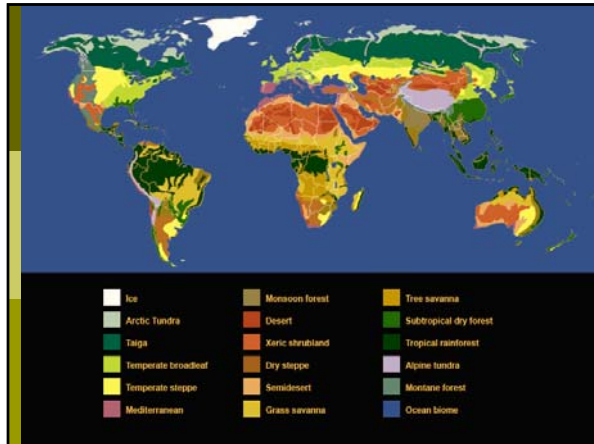 Ice
Monsoon forest
Tree savanna
Arctic Tundra
Desert
Subtropical dry forest
Taiga
Xeric shrubland
Tropical rainforest
Temperate broadleaf
Dry steppe
Alpine tundra
Temperate steppe
Semidesert
Montane forest
Mediterranean
Grass savanna
Ocean biome